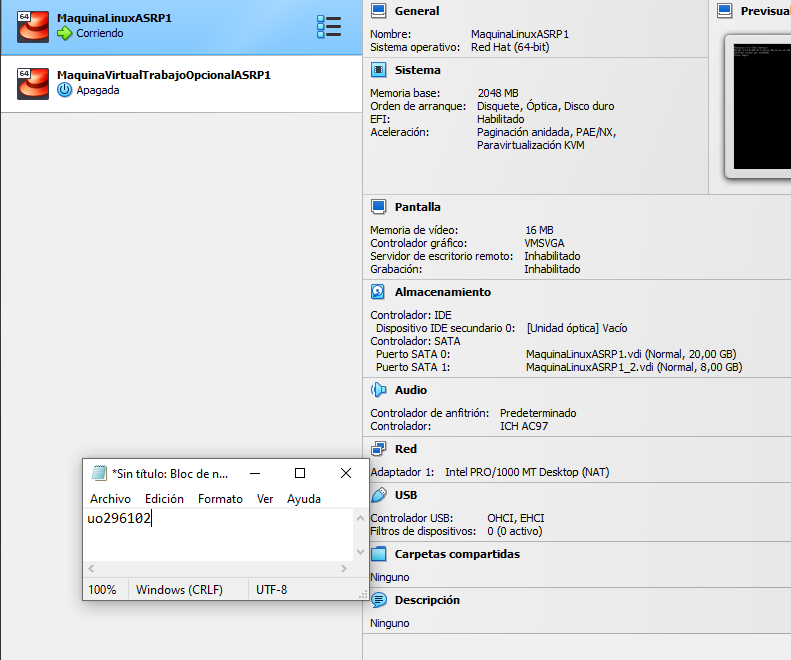 64
MaquinaLinuxASRP1
Corriendo
64
MaquinaVirtualTrabajoOpcionalASRP1
Apagada
General
Nombre: MaquinaLinuxASRP1
Sistema operativo: Red Hat (64-bit)
Sistema
Memoria base: 2048 MB
Orden de arranque: Disquete, Óptica, Disco duro
EFI: Habilitado
Aceleración: Paginación anidada, PAE/NX,
Paravirtualización KVM
Previsual
Pantalla
Memoria de vídeo: 16 MB
Controlador gráfico: VMSVGA
Servidor de escritorio remoto: Inhabilitado
Grabación: Inhabilitado
Almacenamiento
Controlador: IDE
Dispositivo IDE secundario 0: [Unidad óptica] Vacío
Controlador: SATA
Puerto SATA 0: MaquinaLinuxASRP1.vdi (Normal, 20,00 GB)
Puerto SATA 1: MaquinaLinuxASRP1_2.vdi (Normal, 8,00 GB)
Audio
Controlador de anfitrión: Predeterminado
Controlador: ICH AC97
Red
Adaptador 1: Intel PRO/1000 MT Desktop (NAT)
USB
Controlador USB: OHCI, EHCI
Filtros de dispositivos: 0 (0 activo)
Carpetas compartidas
Ninguno
Descripción
Ninguno
*Sin título: Bloc de n...
Archivo Edición Formato Ver Ayuda
uo296102
100% Windows (CRLF) UTF-8